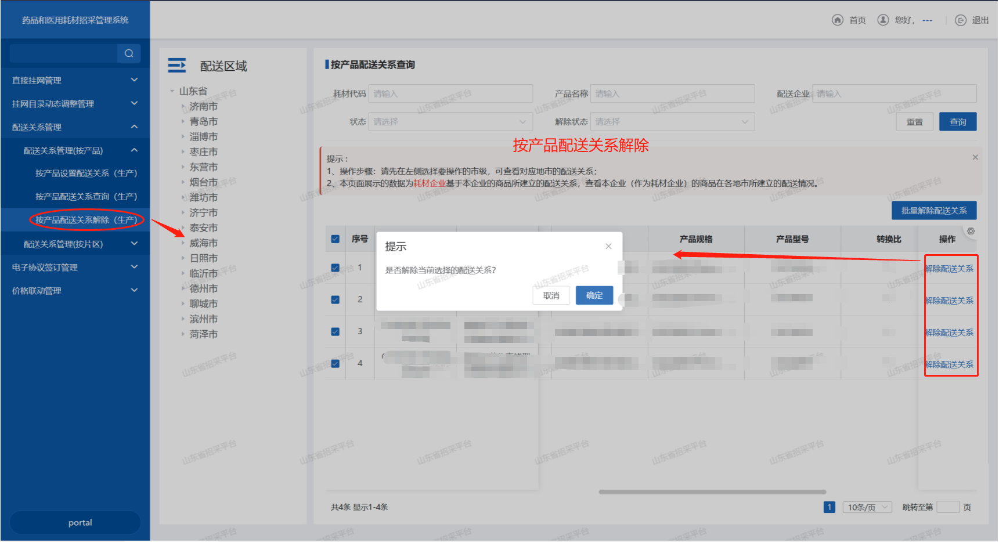 药品和医用耗材招采管理系统
首页
您好, ---
退出
直接挂网管理
挂网目录动态调整管理
配送关系管理
配送关系管理(按产品)
按产品设置配送关系（生产）
按产品配送关系查询（生产）
按产品配送关系解除（生产）
配送关系管理(按片区)
电子协议签订管理
价格联动管理
portal
配送区域
山东省
济南市
青岛市
淄博市
枣庄市
东营市
烟台市
潍坊市
济宁市
泰安市
威海市
日照市
临沂市
德州市
聊城市
滨州市
菏泽市
按产品配送关系查询
耗材代码 请输入 产品名称 请输入 配送企业 请输入
状态 请选择 解除状态 请选择 重置 查询
按产品配送关系解除
提示：
1、操作步骤：请先在左侧选择要操作的市级，可查看对应地市的配送关系；
2、本页面展示的数据为耗材企业基于本企业的商品所建立的配送关系，查看本企业（作为耗材企业）的商品在各地市所建立的配送情况。
批量解除配送关系
序号 产品规格 产品型号 转换比 操作
1 解除配送关系
2 解除配送关系
3 解除配送关系
4 解除配送关系
提示
是否解除当前选择的配送关系？
取消 确定
共4条 显示1-4条
1 10条/页 跳转至第 页
山东省招采平台